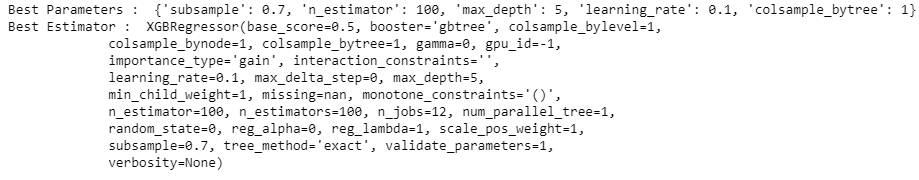 Best Parameters :  {'subsample': 0.7, 'n_estimator': 100, 'max_depth': 5, 'learning_rate': 0.1, 'colsample_bytree': 1}
Best Estimator :  XGBRegressor(base_score=0.5, booster='gbtree', colsample_bylevel=1,
colsample_bynode=1, colsample_bytree=1, gamma=0, gpu_id=-1,
importance_type='gain', interaction_constraints='',
learning_rate=0.1, max_delta_step=0, max_depth=5,
min_child_weight=1, missing=nan, monotone_constraints='()',
n_estimator=100, n_estimators=100, n_jobs=12, num_parallel_tree=1,
random_state=0, reg_alpha=0, reg_lambda=1, scale_pos_weight=1,
subsample=0.7, tree_method='exact', validate_parameters=1,
verbosity=None)